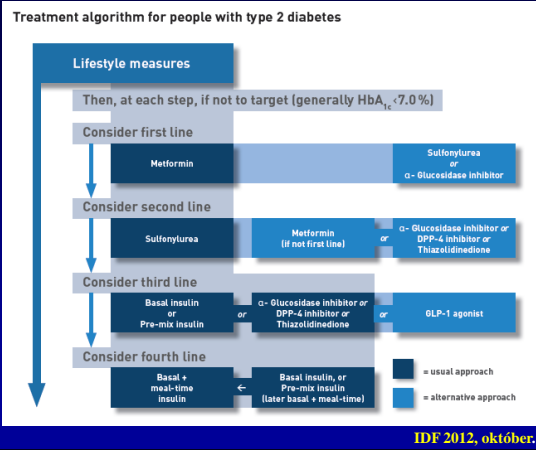 Treatment algorithm for people with type 2 diabetes
Lifestyle measures
Then, at each step, if not to target (generally HbA1c <7.0%)
Consider first line
Metformin
Sulfonylurea
or
α- Glucosidase inhibitor
Consider second line
Sulfonylurea
Metformin
(if not first line)
or
α- Glucosidase inhibitor or
DPP-4 inhibitor or
Thiazolidinedione
Consider third line
Basal insulin
or
Pre-mix insulin
or
α- Glucosidase inhibitor or
DPP-4 inhibitor or
Thiazolidinedione
or
GLP-1 agonist
Consider fourth line
Basal +
meal-time
insulin
←
Basal insulin, or
Pre-mix insulin
(later basal + meal-time)
= usual approach
= alternative approach
IDF 2012, október.